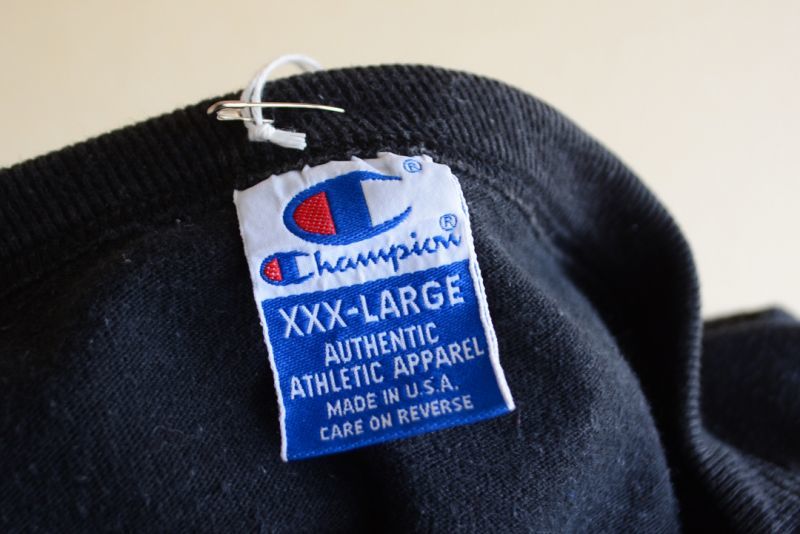 ®
Champion®
XXX-LARGE
AUTHENTIC
ATHLETIC APPAREL
MADE IN U.S.A.
CARE ON REVERSE